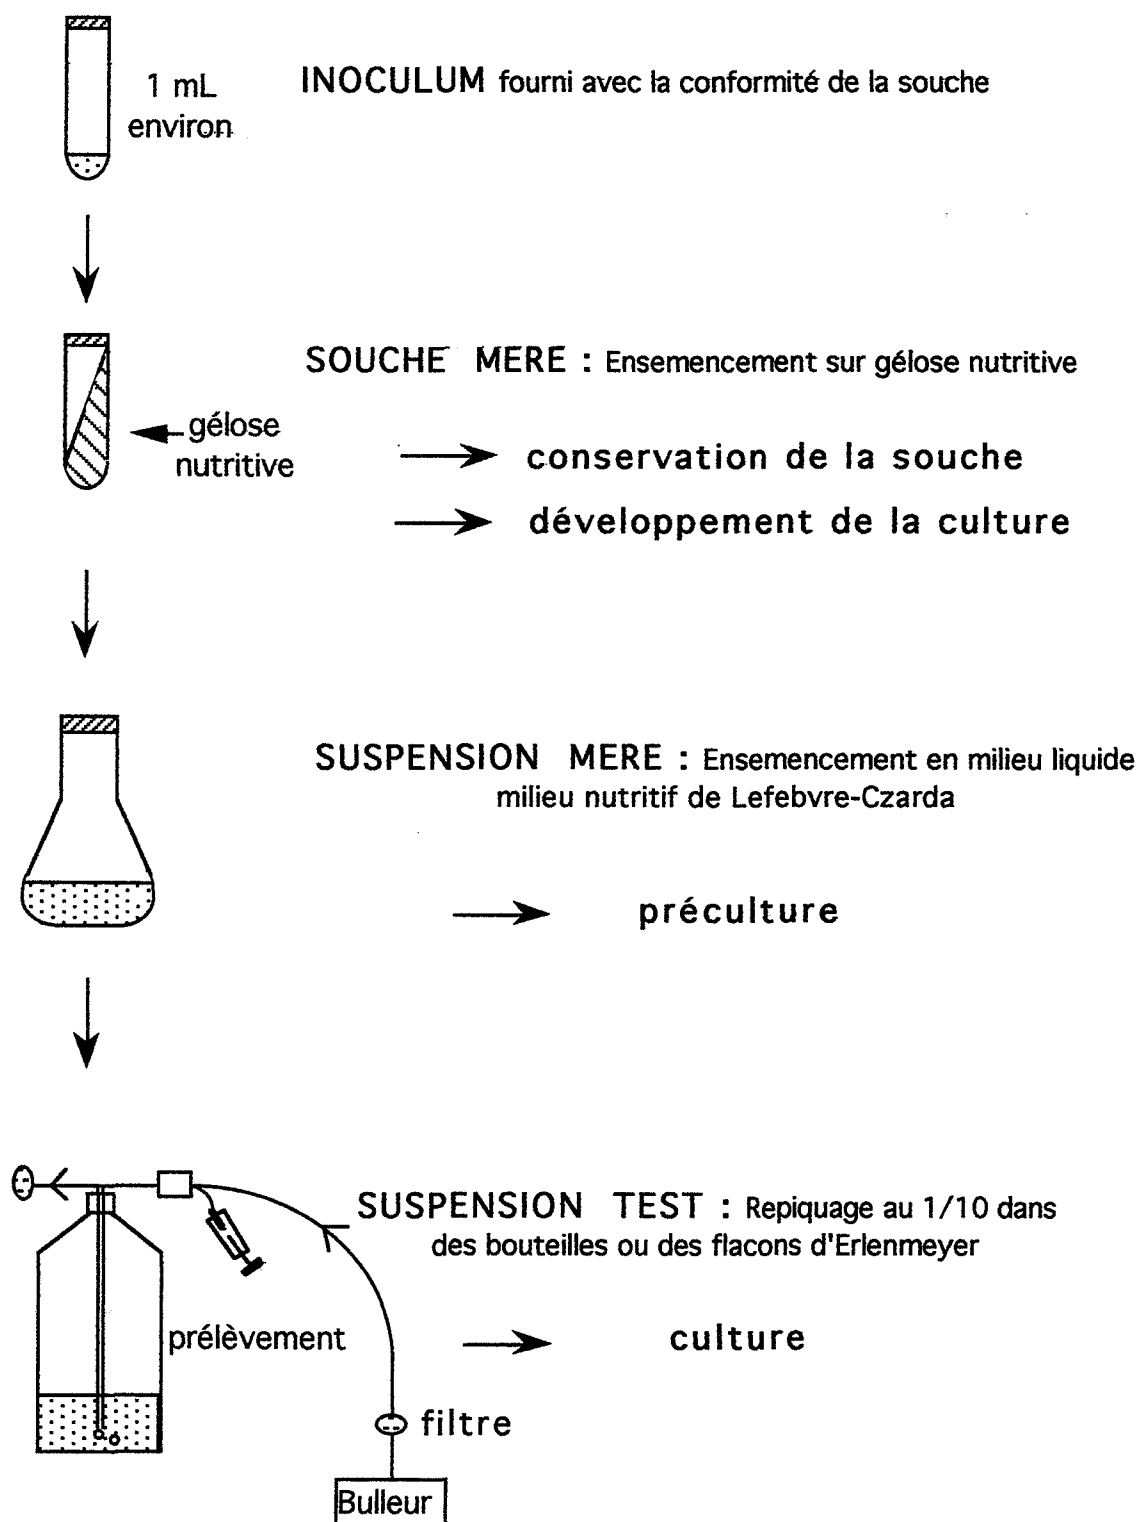 1 mL
environ
INOCULUM fourni avec la conformité de la souche
SOUCHE MERE : Ensemencement sur gélose nutritive
gélose
nutritive
conservation de la souche
développement de la culture
SUSPENSION MERE : Ensemencement en milieu liquide
milieu nutritif de Lefebvre-Czarda
préculture
SUSPENSION TEST : Repiquage au 1/10 dans
des bouteilles ou des flacons d'Erlenmeyer
prélèvement
culture
filtre
Bulleur